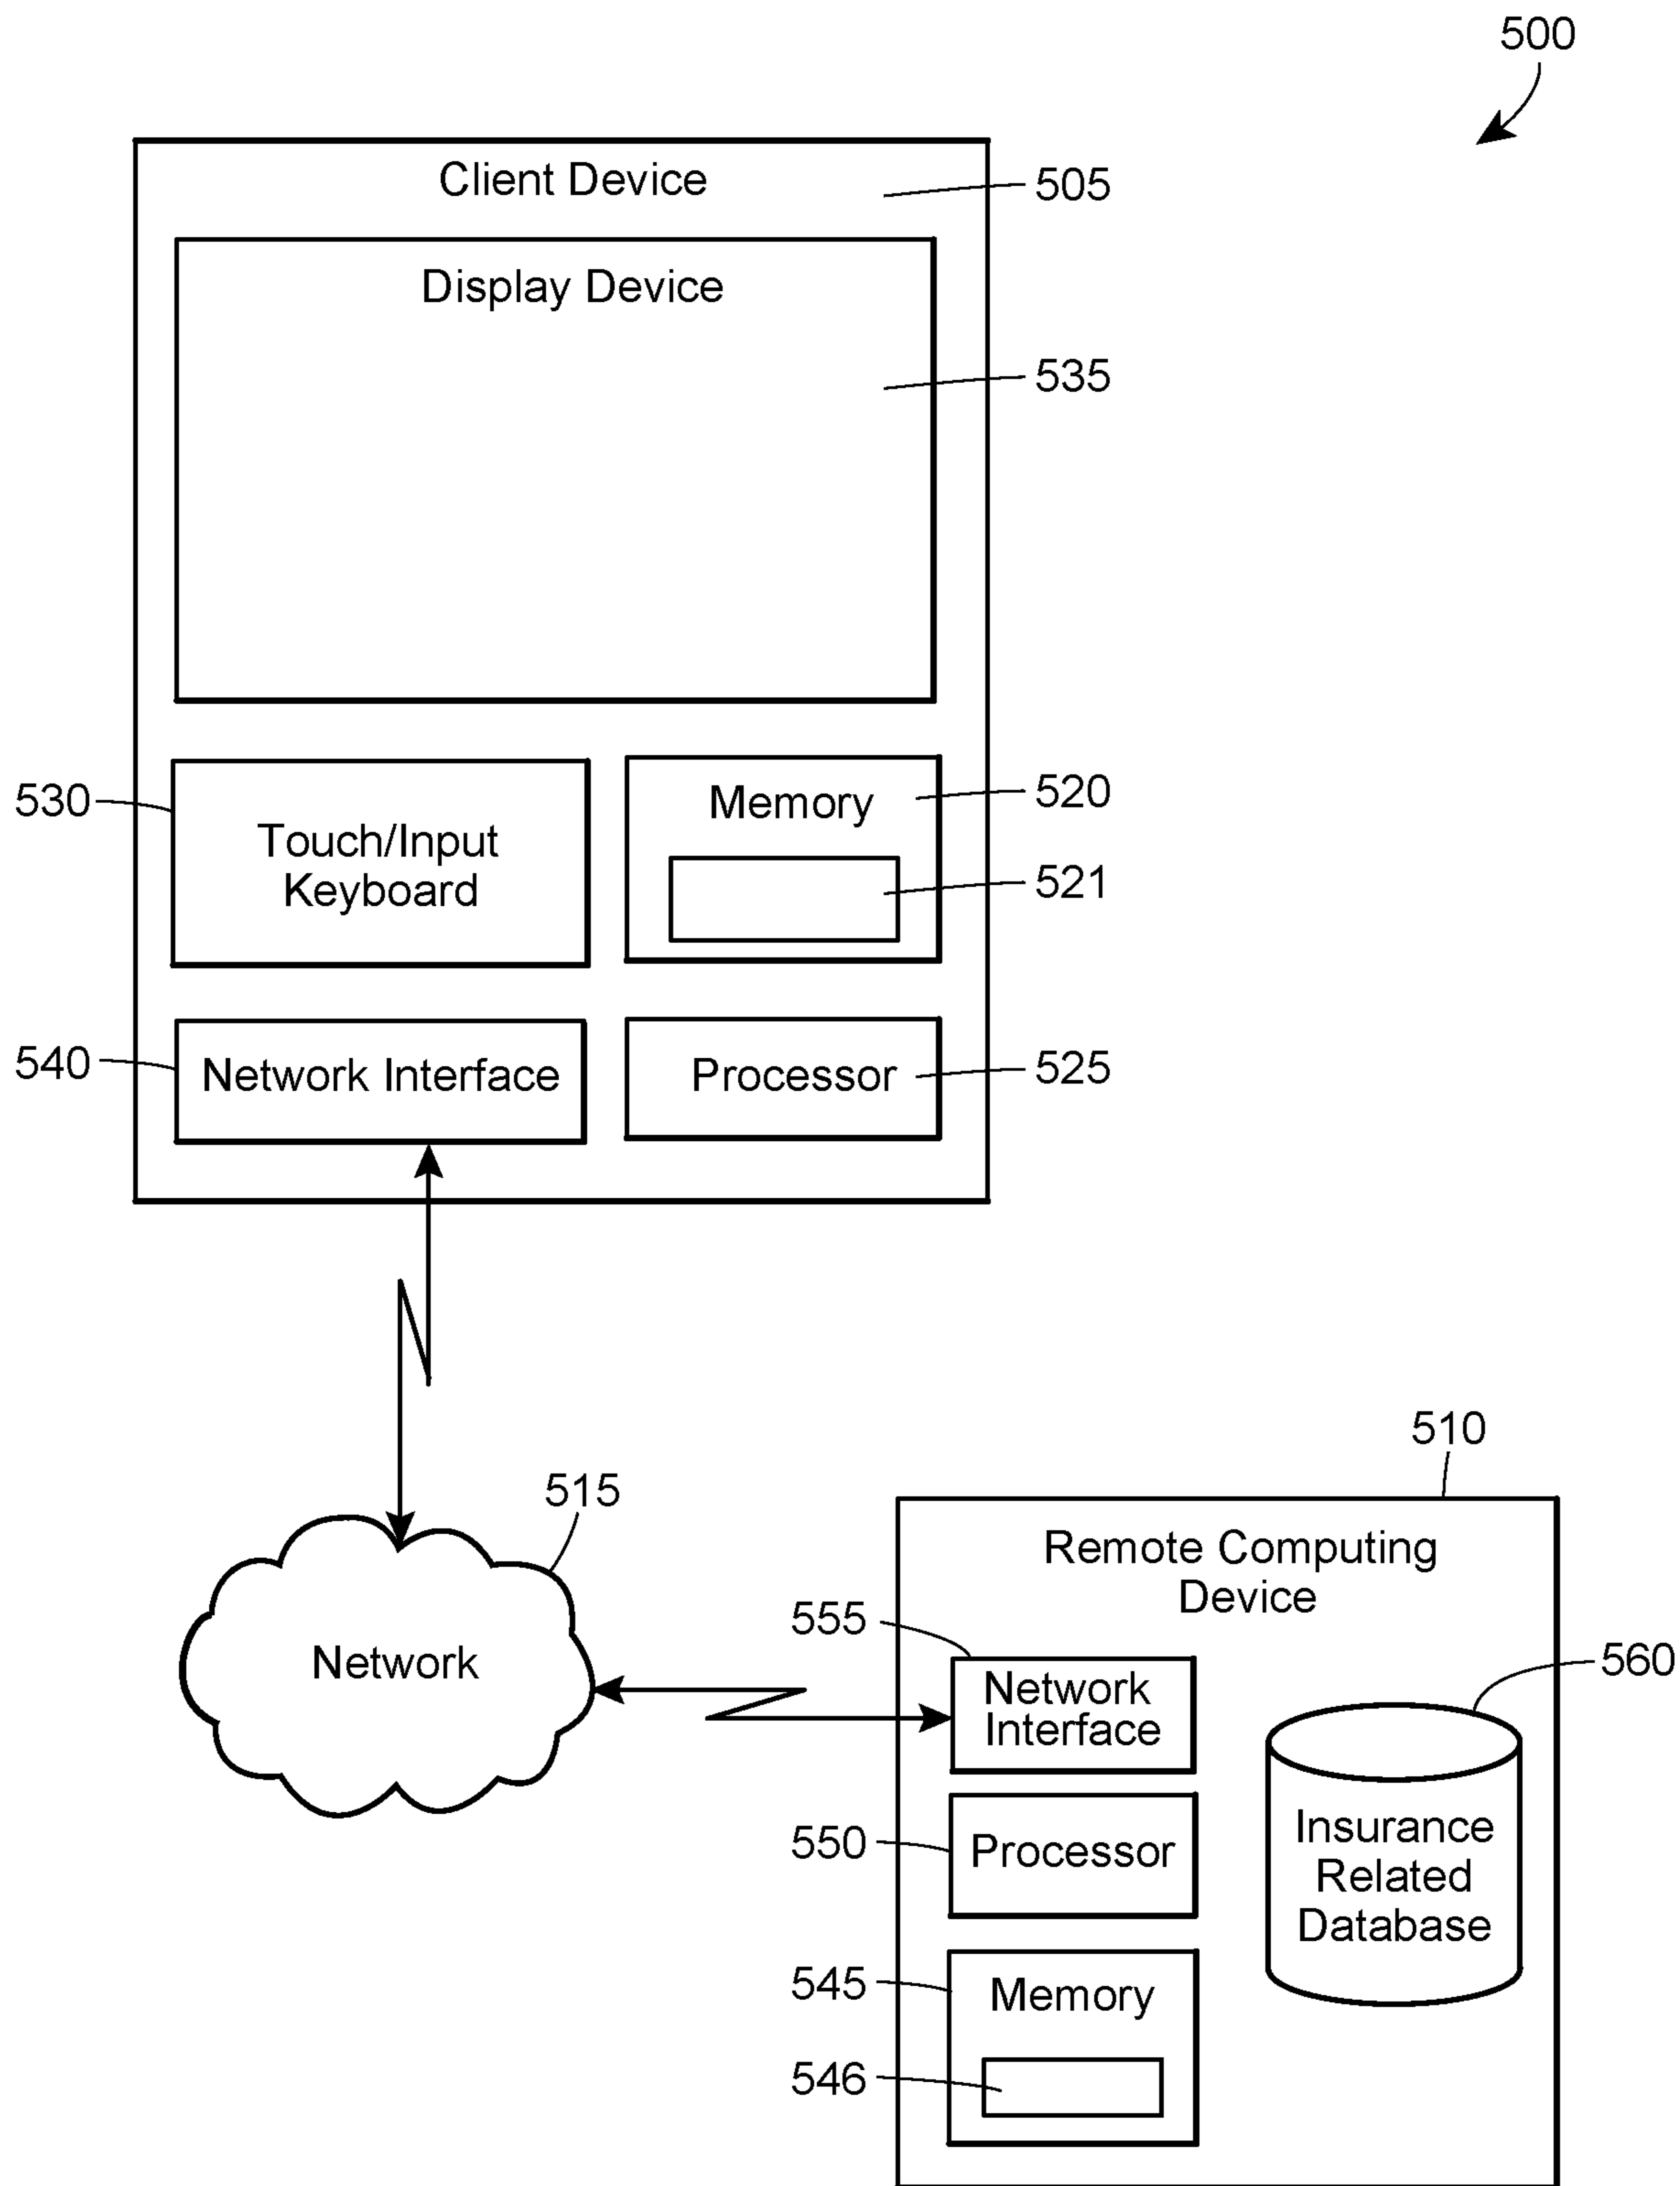 500
Client Device
505
Display Device
535
530
Touch/Input
Keyboard
Memory
520
521
540
Network Interface
Processor
525
515
Network
510
Remote Computing
Device
555
Network
Interface
560
550
Processor
Insurance
Related
Database
545
Memory
546